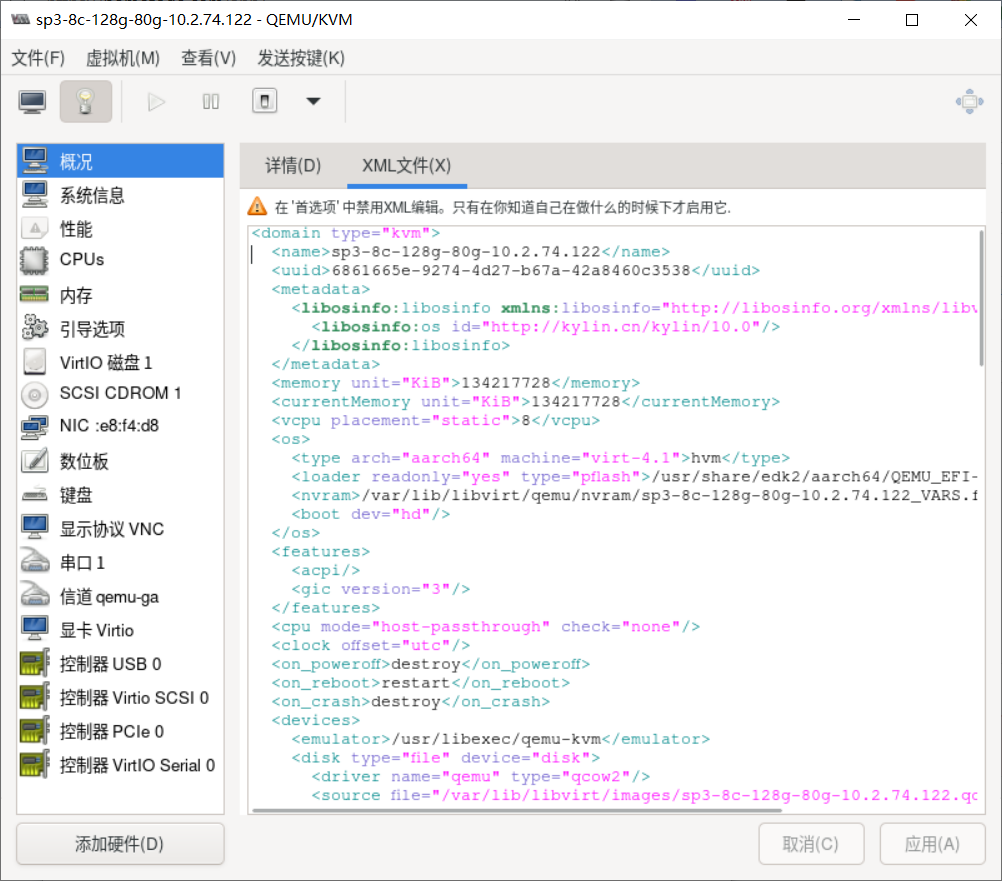 sp3-8c-128g-80g-10.2.74.122 - QEMU/KVM
文件(F) 虚拟机(M) 查看(V) 发送按键(K)
概况
系统信息
性能
CPUs
内存
引导选项
VirtIO 磁盘 1
SCSI CDROM 1
NIC :e8:f4:d8
数位板
键盘
显示协议 VNC
串口 1
信道 qemu-ga
显卡 Virtio
控制器 USB 0
控制器 Virtio SCSI 0
控制器 PCIe 0
控制器 VirtIO Serial 0
添加硬件(D)
详情(D) XML文件(X)
在 '首选项' 中禁用XML编辑。只有在你知道自己在做什么的时候下才启用它.
<domain type="kvm">
<name>sp3-8c-128g-80g-10.2.74.122</name>
<uuid>6861665e-9274-4d27-b67a-42a8460c3538</uuid>
<metadata>
<libosinfo:libosinfo xmlns:libosinfo="http://libosinfo.org/xmlns/libv
<libosinfo:os id="http://kylin.cn/kylin/10.0"/>
</libosinfo:libosinfo>
</metadata>
<memory unit="KiB">134217728</memory>
<currentMemory unit="KiB">134217728</currentMemory>
<vcpu placement="static">8</vcpu>
<os>
<type arch="aarch64" machine="virt-4.1">hvm</type>
<loader readonly="yes" type="pflash">/usr/share/edk2/aarch64/QEMU_EFI-
<nvram>/var/lib/libvirt/qemu/nvram/sp3-8c-128g-80g-10.2.74.122_VARS.f
<boot dev="hd"/>
</os>
<features>
<acpi/>
<gic version="3"/>
</features>
<cpu mode="host-passthrough" check="none"/>
<clock offset="utc"/>
<on_poweroff>destroy</on_poweroff>
<on_reboot>restart</on_reboot>
<on_crash>destroy</on_crash>
<devices>
<emulator>/usr/libexec/qemu-kvm</emulator>
<disk type="file" device="disk">
<driver name="qemu" type="qcow2"/>
<source file="/var/lib/libvirt/images/sp3-8c-128g-80g-10.2.74.122.qc
取消(C) 应用(A)